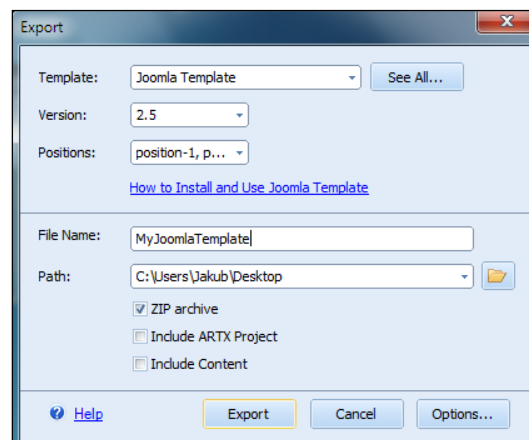 Export
Template: Joomla Template See All...
Version: 2.5
Positions: position-1, p...
How to Install and Use Joomla Template
File Name: MyJoomlaTemplate
Path: C:\Users\Jakub\Desktop
ZIP archive
Include ARTX Project
Include Content
Help Export Cancel Options...